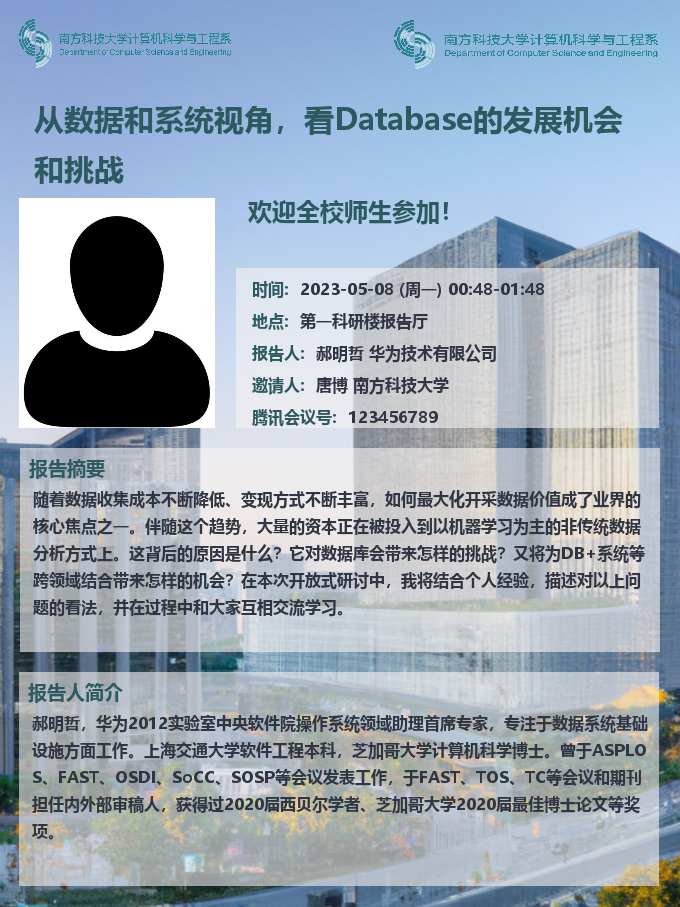 南方科技大学计算机科学与工程系
Department of Computer Science and Engineering
南方科技大学计算机科学与工程系
Department of Computer Science and Engineering
从数据和系统视角，看Database的发展机会
和挑战
欢迎全校师生参加！
时间：2023-05-08 (周一) 00:48-01:48
地点：第一科研楼报告厅
报告人：郝明哲 华为技术有限公司
邀请人：唐博 南方科技大学
腾讯会议号：123456789
报告摘要
随着数据收集成本不断降低、变现方式不断丰富，如何最大化开采数据价值成了业界的
核心焦点之一。伴随这个趋势，大量的资本正在被投入到以机器学习为主的非传统数据
分析方式上。这背后的原因是什么？它对数据库会带来怎样的挑战？又将为DB+系统等
跨领域结合带来怎样的机会？在本次开放式研讨中，我将结合个人经验，描述对以上问
题的看法，并在过程中和大家互相交流学习。
报告人简介
郝明哲，华为2012实验室中央软件院操作系统领域助理首席专家，专注于数据系统基础
设施方面工作。上海交通大学软件工程本科，芝加哥大学计算机科学博士。曾于ASPLO
S、FAST、OSDI、SoCC、SOSP等会议发表工作，于FAST、TOS、TC等会议和期刊
担任内外部审稿人，获得过2020届西贝尔学者、芝加哥大学2020届最佳博士论文等奖
项。